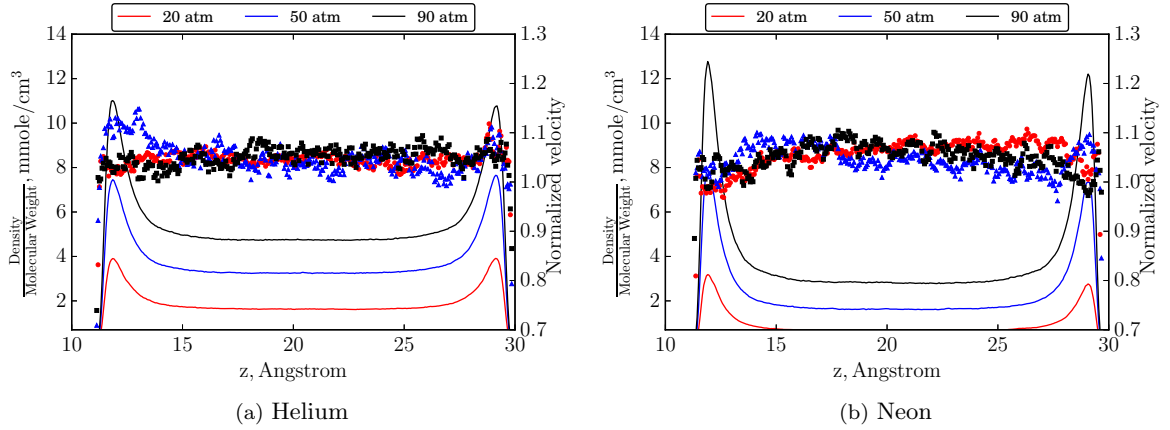 20 atm 50 atm 90 atm
14
12
10
8
6
4
2
Density
Molecular Weight, mmole/cm³
1.3
1.2
1.1
1.0
0.9
0.8
0.7
Normalized velocity
10 15 20 25 30
z, Angstrom
(a) Helium
20 atm 50 atm 90 atm
14
12
10
8
6
4
2
Density
Molecular Weight, mmole/cm³
1.3
1.2
1.1
1.0
0.9
0.8
0.7
Normalized velocity
10 15 20 25 30
z, Angstrom
(b) Neon